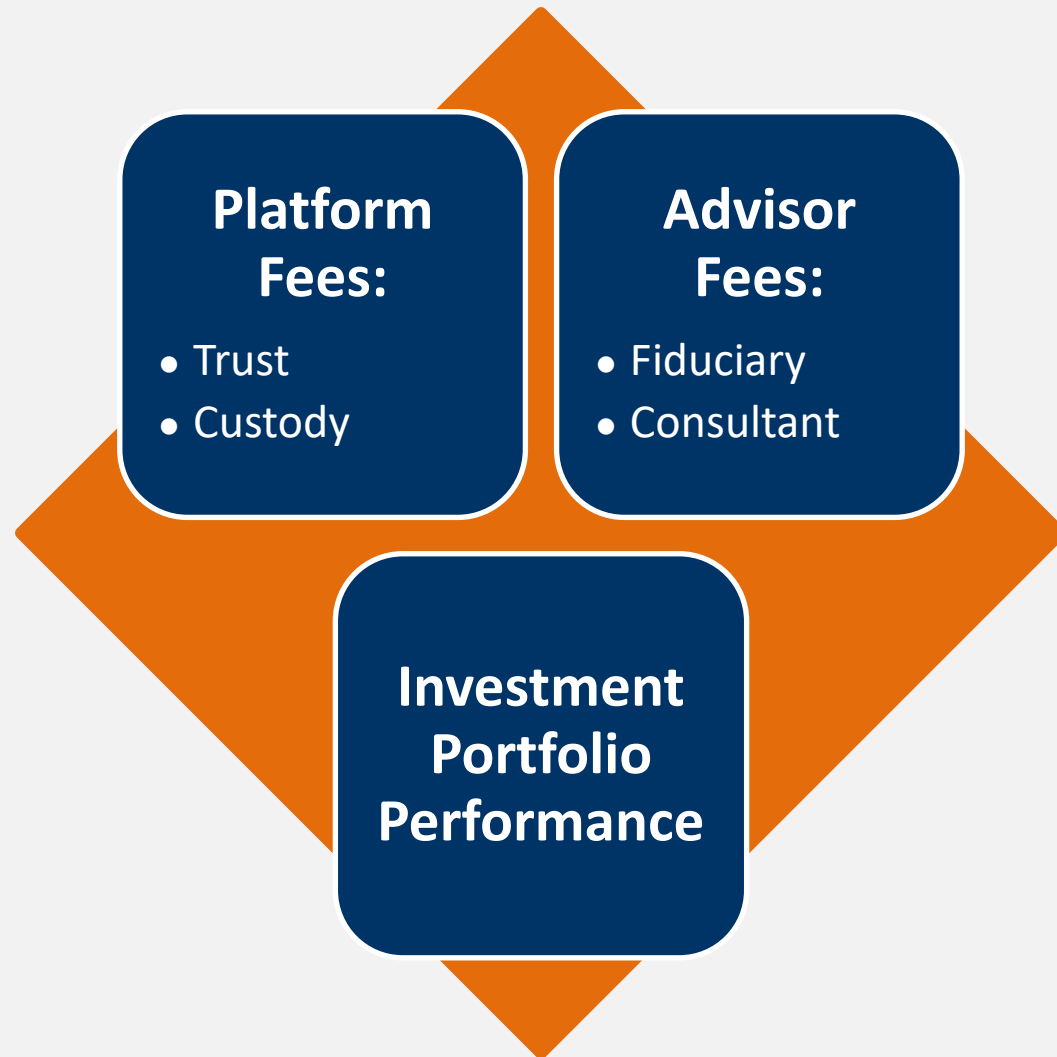 Platform
Fees:
• Trust
• Custody
Advisor
Fees:
• Fiduciary
• Consultant
Investment
Portfolio
Performance